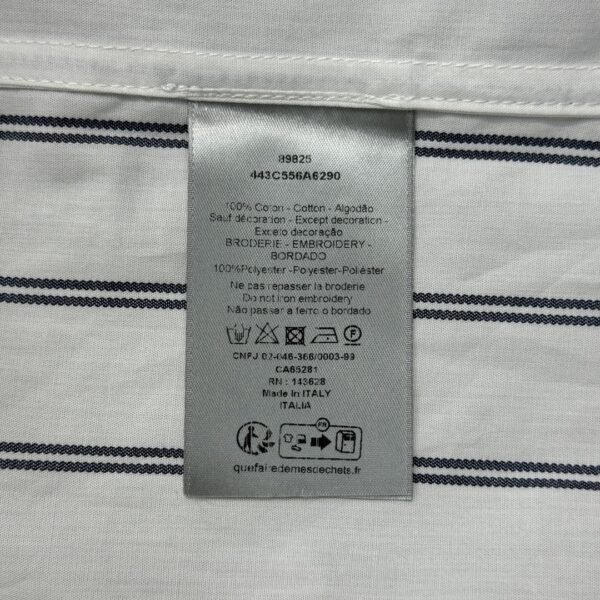 89825
443C556A6290
100% Coton - Cotton - Algodão
Sauf décoration - Except decoration -
Exceto decoração
BRODERIE - EMBROIDERY -
BORDADO
100%Polyester -Polyester-Poliéster
Ne pas repasser la broderie
Do not iron embroidery
Não passar a ferro o bordado
CNPJ 02-046-366/0003-99
CA65281
RN : 143628
Made In ITALY
ITALIA
FR
quefairedemesdechets.fr